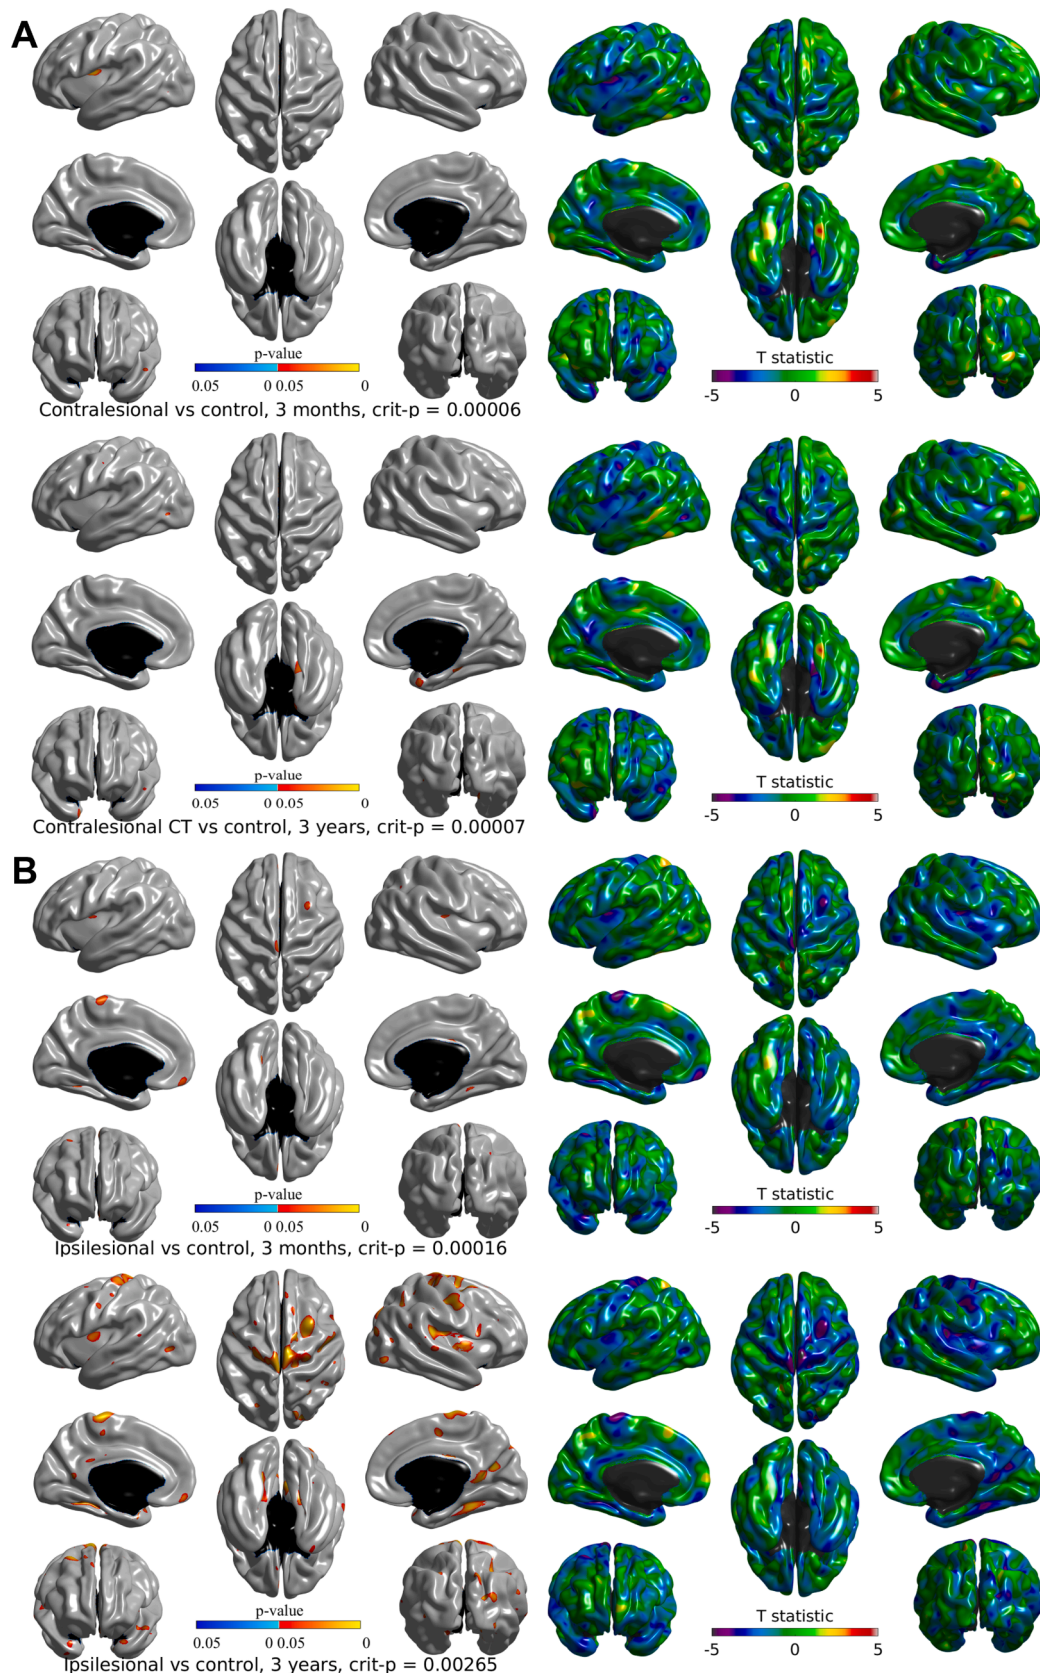 A
p-value
0.05 0 0.05 0
T statistic
-5 0 5
Contralesional vs control, 3 months, crit-p = 0.00006
p-value
0.05 0 0.05 0
T statistic
-5 0 5
Contralesional CT vs control, 3 years, crit-p = 0.00007
B
p-value
0.05 0 0.05 0
T statistic
-5 0 5
Ipsilesional vs control, 3 months, crit-p = 0.00016
p-value
0.05 0 0.05 0
T statistic
-5 0 5
Ipsilesional vs control, 3 years, crit-p = 0.00265